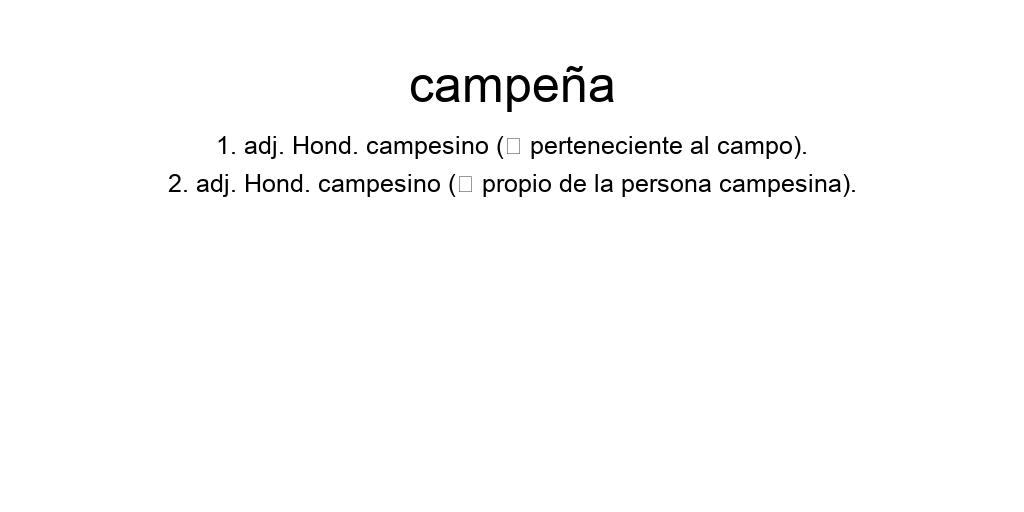 campeña
1. adj. Hond. campesino (□ perteneciente al campo).
2. adj. Hond. campesino (□ propio de la persona campesina).